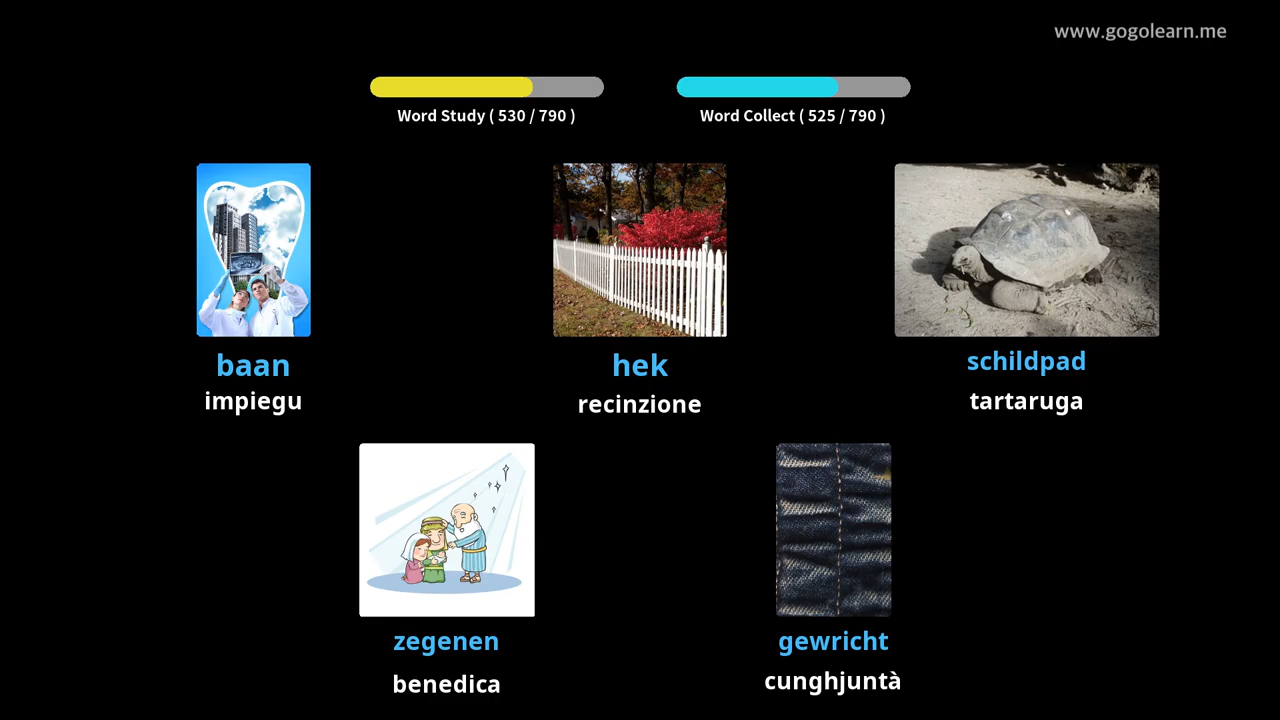 www.gogolearn.me
Word Study ( 530 / 790 )
Word Collect ( 525 / 790 )
baan
impiegu
hek
recinzione
schildpad
tartaruga
zegenen
benedica
gewricht
cunghjuntà